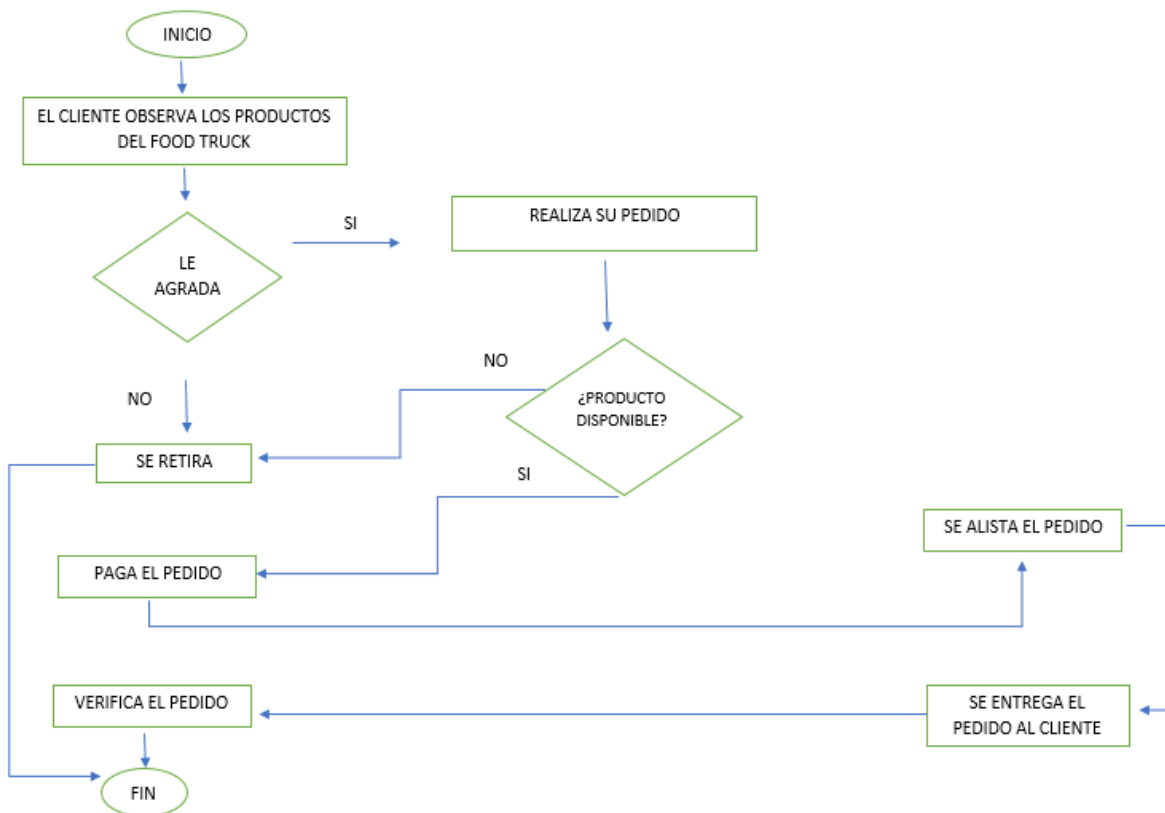 INICIO
EL CLIENTE OBSERVA LOS PRODUCTOS
DEL FOOD TRUCK
LE
AGRADA
SI
REALIZA SU PEDIDO
NO
¿PRODUCTO
DISPONIBLE?
NO
SE RETIRA
SI
PAGA EL PEDIDO
SE ALISTA EL PEDIDO
SE ENTREGA EL
PEDIDO AL CLIENTE
VERIFICA EL PEDIDO
FIN